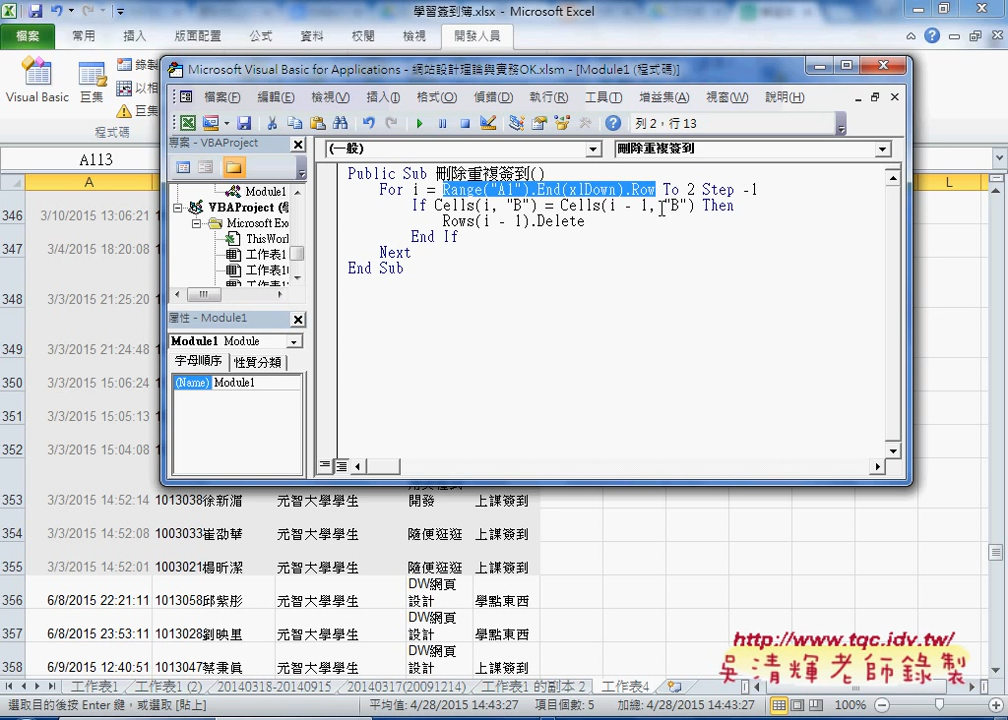 學習簽到簿.xlsx - Microsoft Excel
檔案 常用 插入 版面配置 公式 資料 校閱 檢視 開發人員
Visual Basic 巨集
程式碼
A113
Microsoft Visual Basic for Applications - 網站設計理論與實務OK.xlsm - [Module1 (程式碼)]
檔案(F) 編輯(E) 檢視(V) 插入(I) 格式(O) 偵錯(D) 執行(R) 工具(T) 增益集(A) 視窗(W) 說明(H)
列 2，行 13
專案 - VBAProject
(一般) 刪除重複簽到
Module1
VBAProject
Microsoft Ex
ThisWorl
工作表1
工作表1(
屬性 - Module1
Module1 Module
字母順序 性質分類
(Name) Module1
Public Sub 刪除重複簽到()
For i = Range("A1").End(xlDown).Row To 2 Step -1
If Cells(i, "B") = Cells(i - 1, "B") Then
Rows(i - 1).Delete
End If
Next
End Sub
A L
346 3/10/2015 13:06:21
347 3/4/2015 18:20:08
348 3/3/2015 21:25:20
349 3/3/2015 21:24:48
350 3/3/2015 15:06:24
351 3/3/2015 15:05:13
352 3/3/2015 15:04:08
353 3/3/2015 14:52:14 1013038徐新湄 元智大學學生 開發 上課簽到
354 3/3/2015 14:52:08 1003033崔劭華 元智大學學生 隨便逛逛 上課簽到
355 3/3/2015 14:52:01 1003021楊昕潔 元智大學學生 隨便逛逛 上課簽到
356 6/8/2015 22:21:11 1013058邱紫彤 元智大學學生 DW網頁設計 學點東西
357 6/8/2015 23:53:11 1013028劉映里 元智大學學生 DW網頁設計 學點東西
358 6/9/2015 12:40:51 1013047蔡秉眞 元智大學學生 DW網頁設計 上課簽到
http://www.tqc.idv.tw/
吳清輝老師錄製
工作表1 工作表1 (2) 20140318-20140915 20140317(20091214) 工作表1 的副本 2 工作表4
選取目的後按 Enter 鍵，或選取 [貼上] 平均值: 4/28/2015 14:43:27 項目個數: 5 加總: 4/28/2015 14:43:27 100%